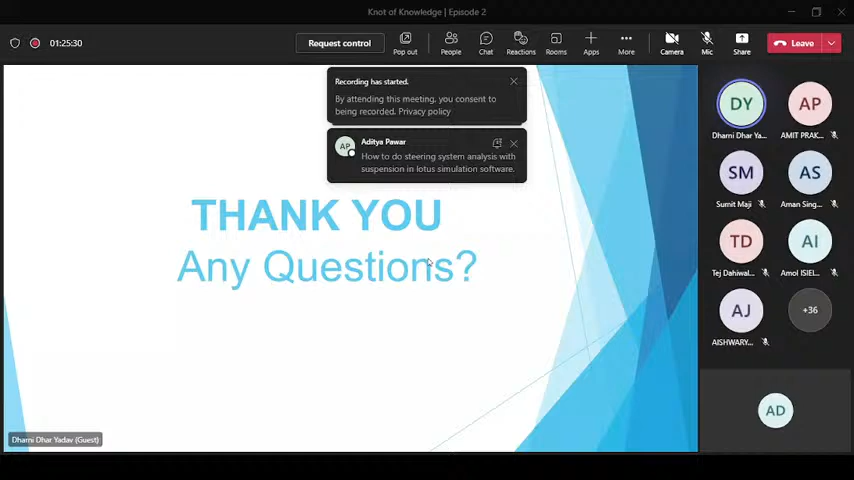 Knot of Knowledge | Episode 2
01:25:30
Request control
Pop out
People
Chat
Reactions
Rooms
Apps
More
Camera
Mic
Share
Leave
Recording has started.
By attending this meeting, you consent to
being recorded. Privacy policy
AP
Aditya Pawar
How to do steering system analysis with
suspension in lotus simulation software.
THANK YOU
Any Questions?
Dharni Dhar Yadav (Guest)
DY
AP
Dharni Dhar Ya...
AMIT PRAK...
SM
AS
Sumit Maji
Aman Sing...
TD
AI
Tej Dahiwal...
Amol ISIEI...
AJ
+36
AISHWARY...
AD